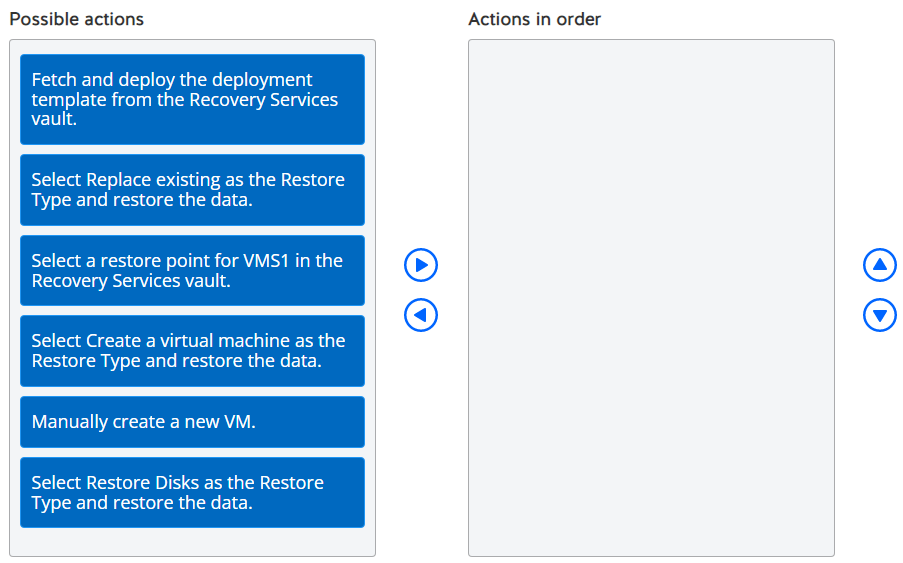 Possible actions
Actions in order
Fetch and deploy the deployment
template from the Recovery Services
vault.
Select Replace existing as the Restore
Type and restore the data.
Select a restore point for VMS1 in the
Recovery Services vault.
Select Create a virtual machine as the
Restore Type and restore the data.
Manually create a new VM.
Select Restore Disks as the Restore
Type and restore the data.